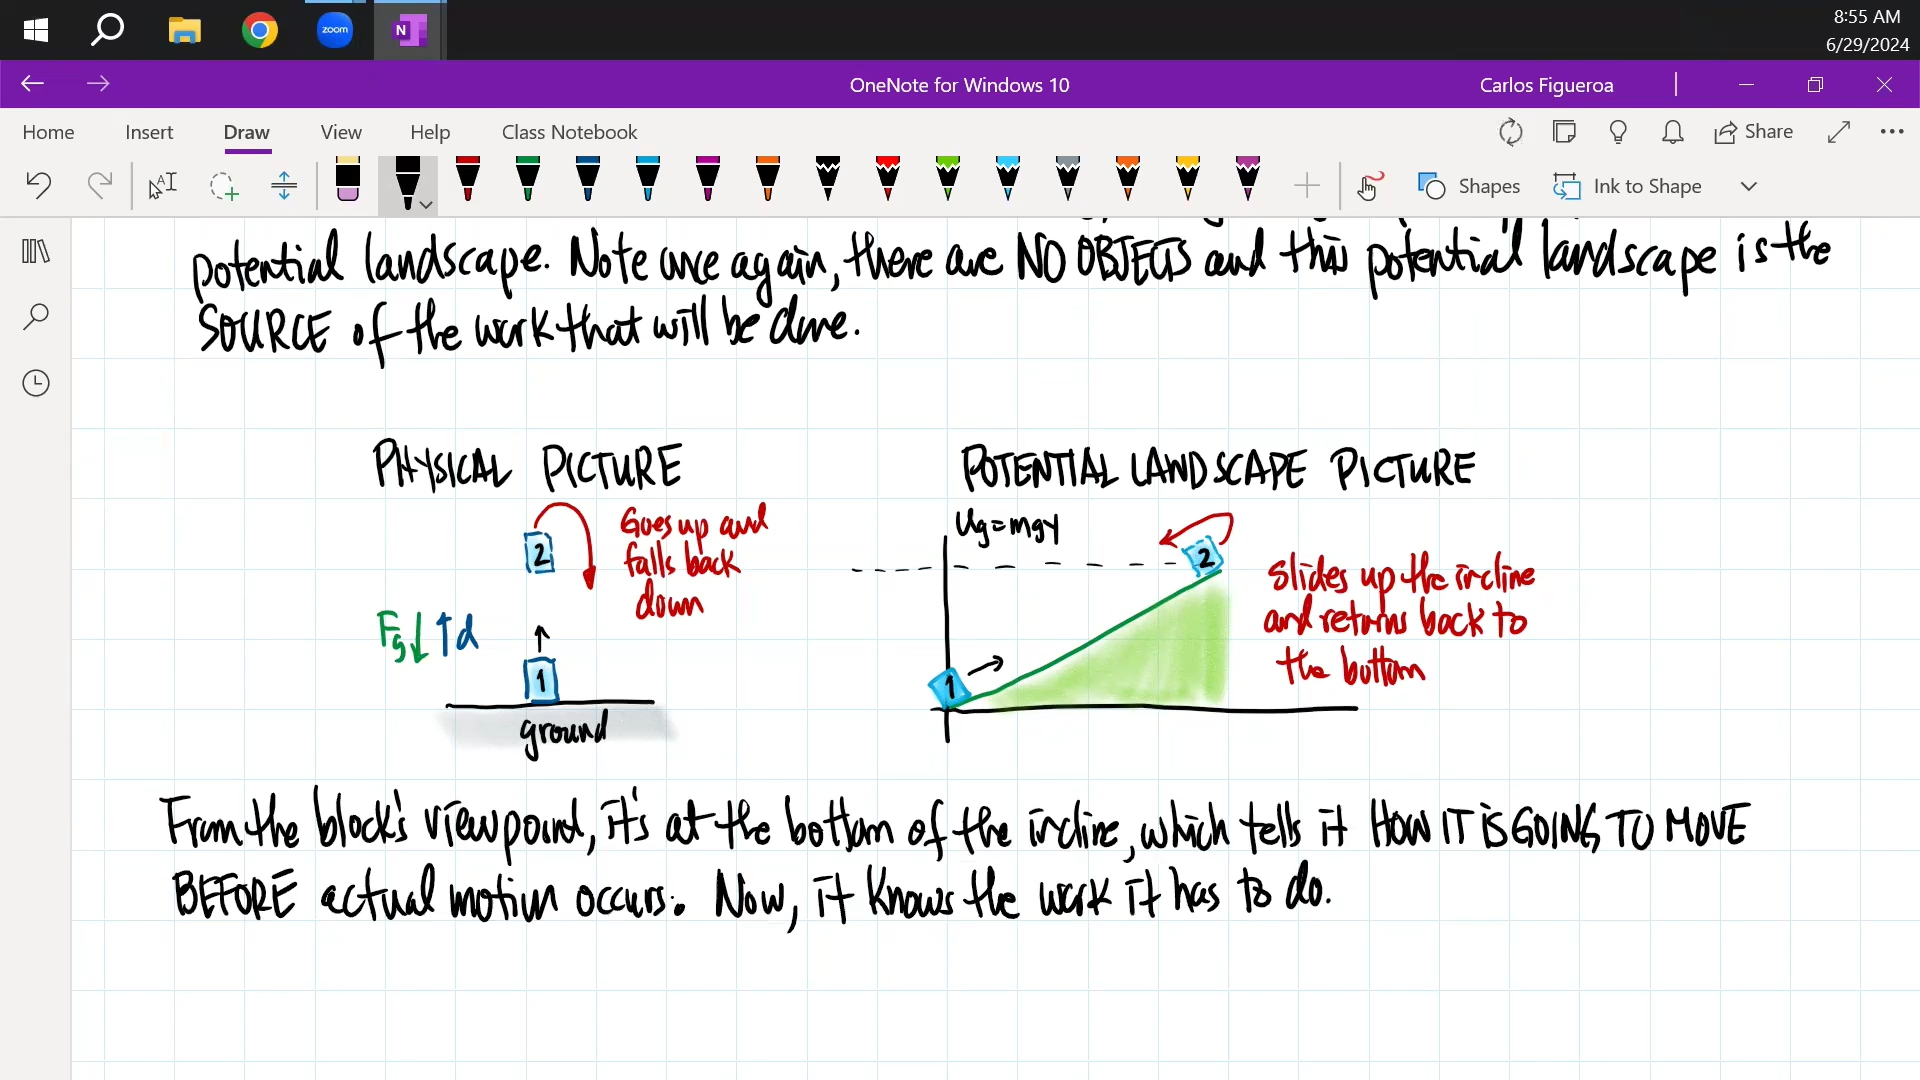 8:55 AM
6/29/2024
zoom
N
OneNote for Windows 10
Carlos Figueroa
Home Insert Draw View Help Class Notebook
Share
Shapes
Ink to Shape
potential landscape. Note once again, there are NO OBJECTS and this potential landscape is the
SOURCE of the work that will be done.
PHYSICAL PICTURE
POTENTIAL LANDSCAPE PICTURE
2
Goes up and
falls back
down
Fg↓ ↑d
1
ground
Ug=mgy
2
1
Slides up the incline
and returns back to
the bottom
From the block's viewpoint, it's at the bottom of the incline, which tells it HOW IT IS GOING TO MOVE
BEFORE actual motion occurs. Now, it knows the work it has to do.